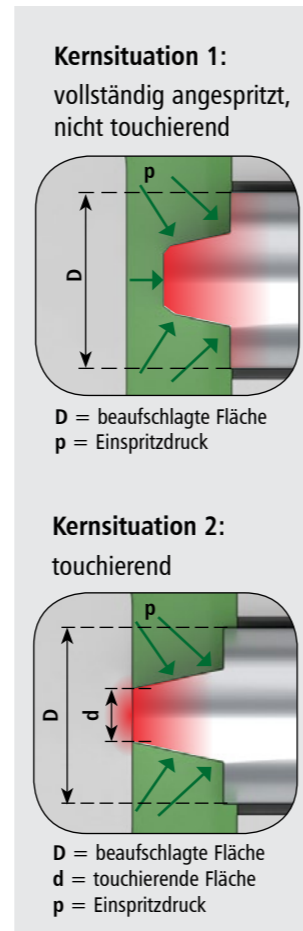 Kernsituation 1:
vollständig angespritzt,
nicht touchierend
p
D
D = beaufschlagte Fläche
p = Einspritzdruck
Kernsituation 2:
touchierend
p
D
d
D = beaufschlagte Fläche
d = touchierende Fläche
p = Einspritzdruck